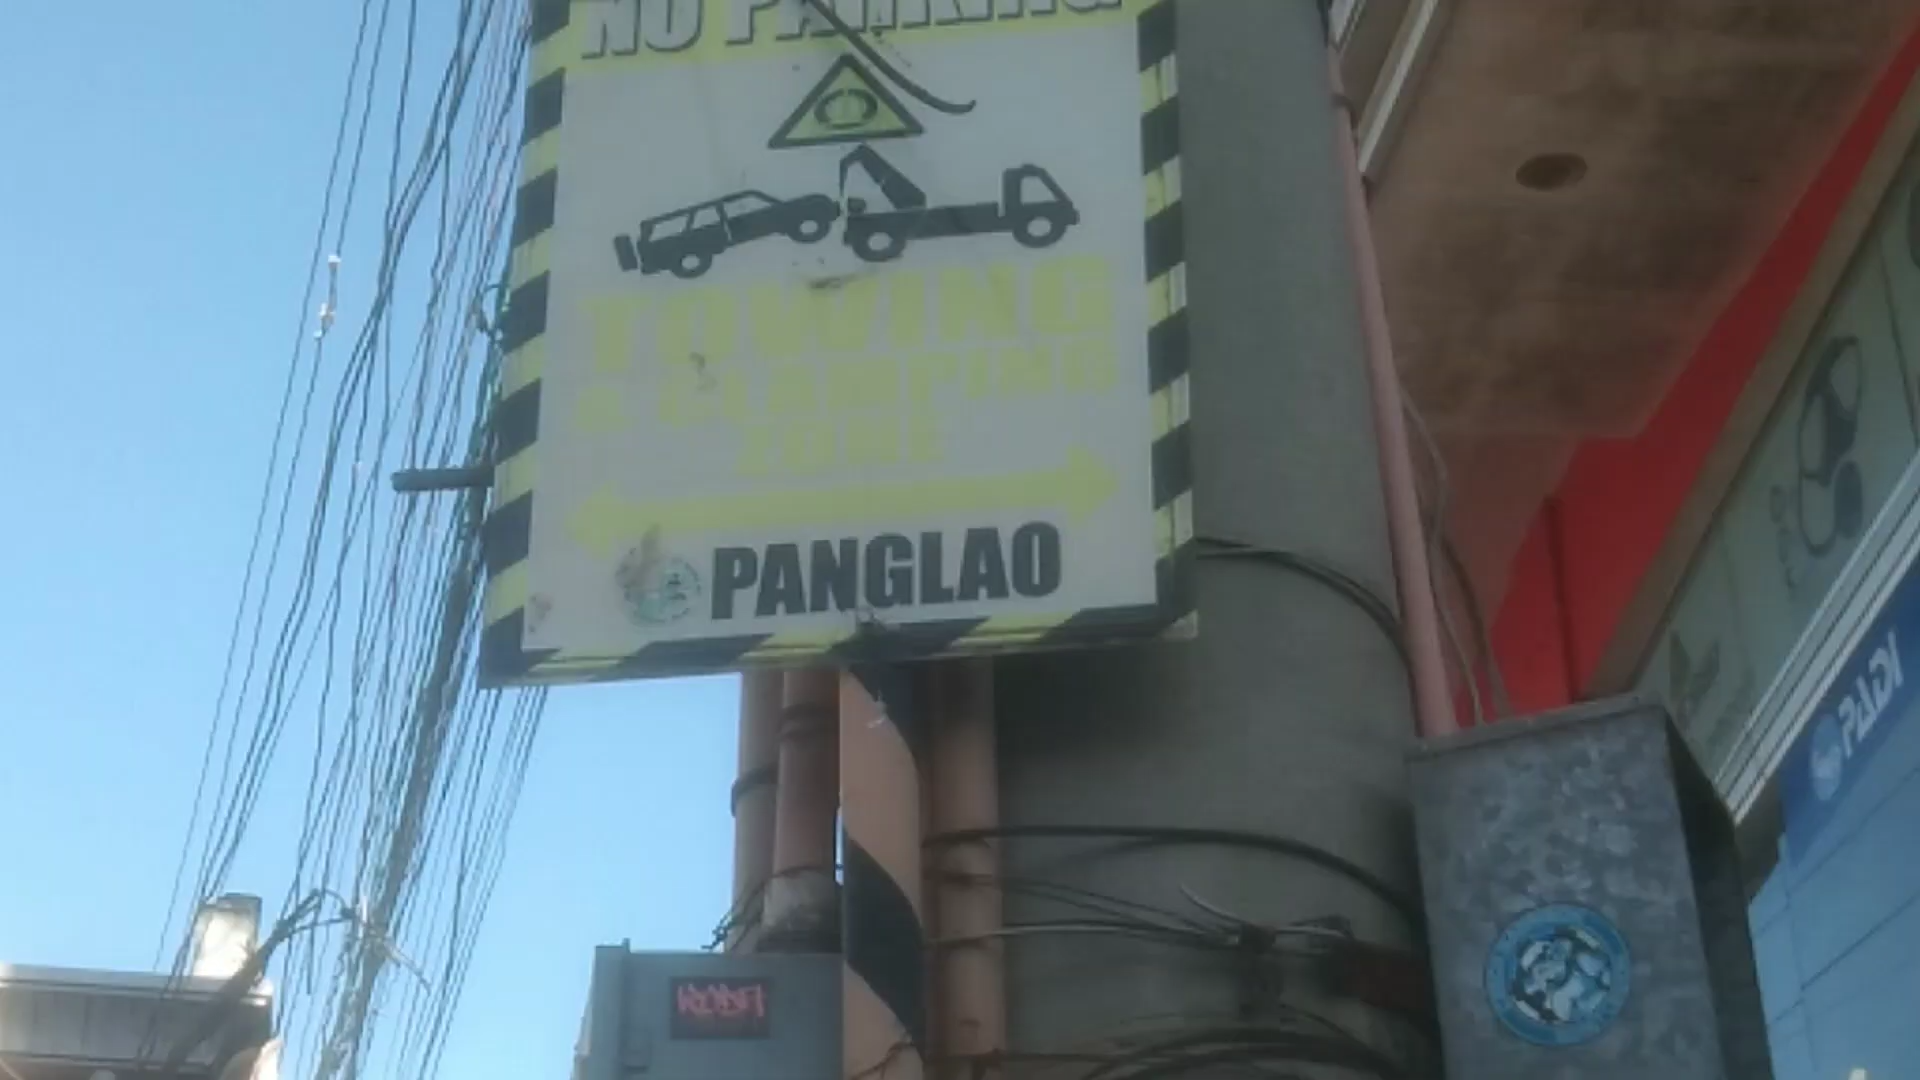 NO PARKING
TOWING
& CLAMPING
ZONE
PANGLAO
PADI